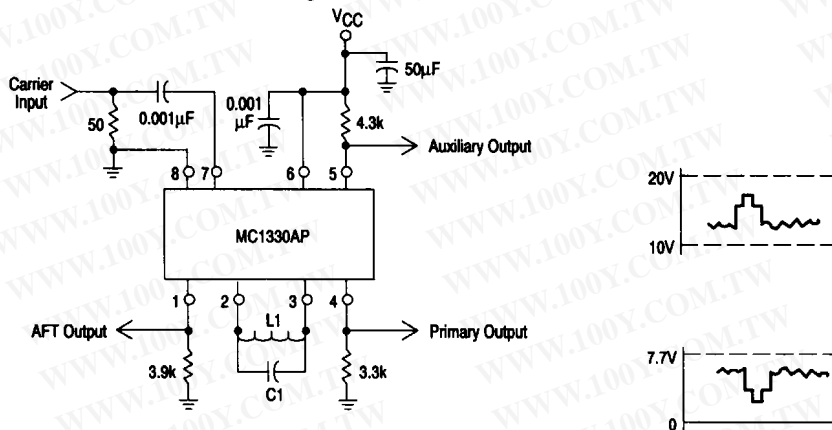 VCC
Carrier
Input
50µF
0.001µF
50
0.001
µF
4.3k
Auxiliary Output
8
7
6
5
MC1330AP
1
2
3
4
AFT Output
L1
C1
Primary Output
3.9k
3.3k
20V
10V
7.7V
0
WWW.100Y.COM.TW